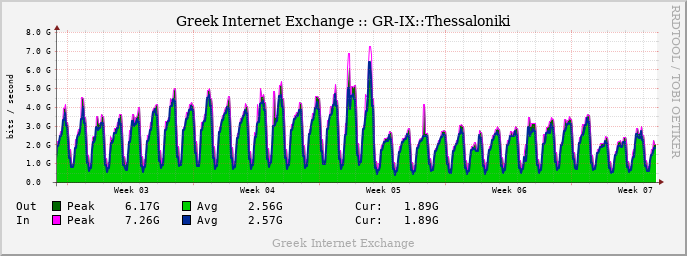 Greek Internet Exchange :: GR-IX::Thessaloniki
RRDTOOL / TOBI OETIKER
bits / second
8.0 G
7.0 G
6.0 G
5.0 G
4.0 G
3.0 G
2.0 G
1.0 G
0.0
Week 03 Week 04 Week 05 Week 06 Week 07
Out Peak 6.17G Avg 2.56G Cur: 1.89G
In Peak 7.26G Avg 2.57G Cur: 1.89G
Greek Internet Exchange